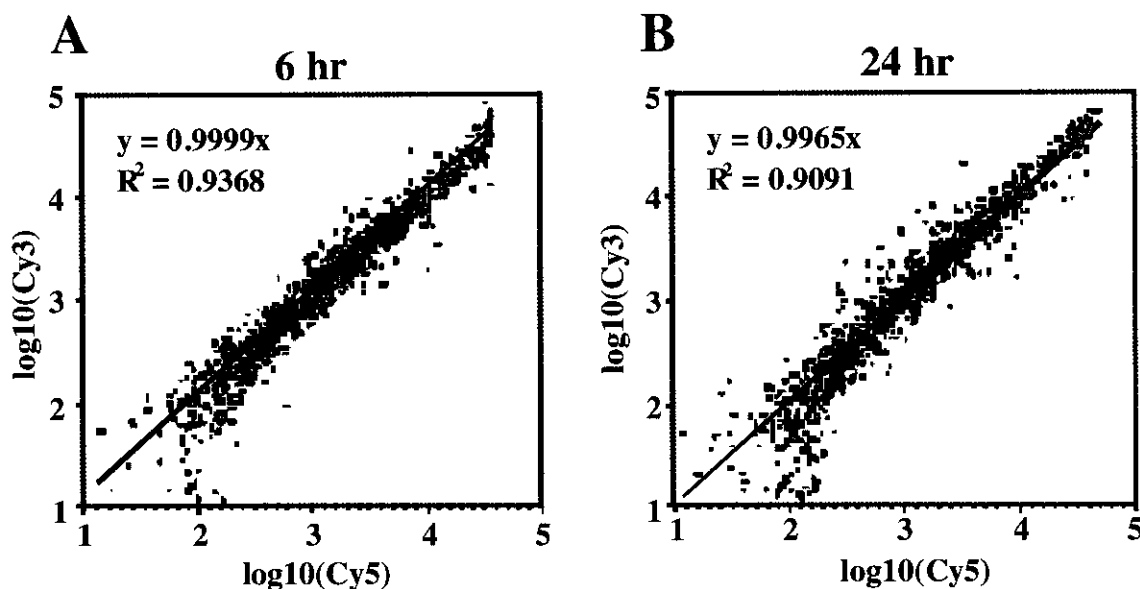 A
6 hr
y = 0.9999x
R² = 0.9368
5
4
3
2
1
log10(Cy3)
1 2 3 4 5
log10(Cy5)
B
24 hr
y = 0.9965x
R² = 0.9091
5
4
3
2
1
log10(Cy3)
1 2 3 4 5
log10(Cy5)